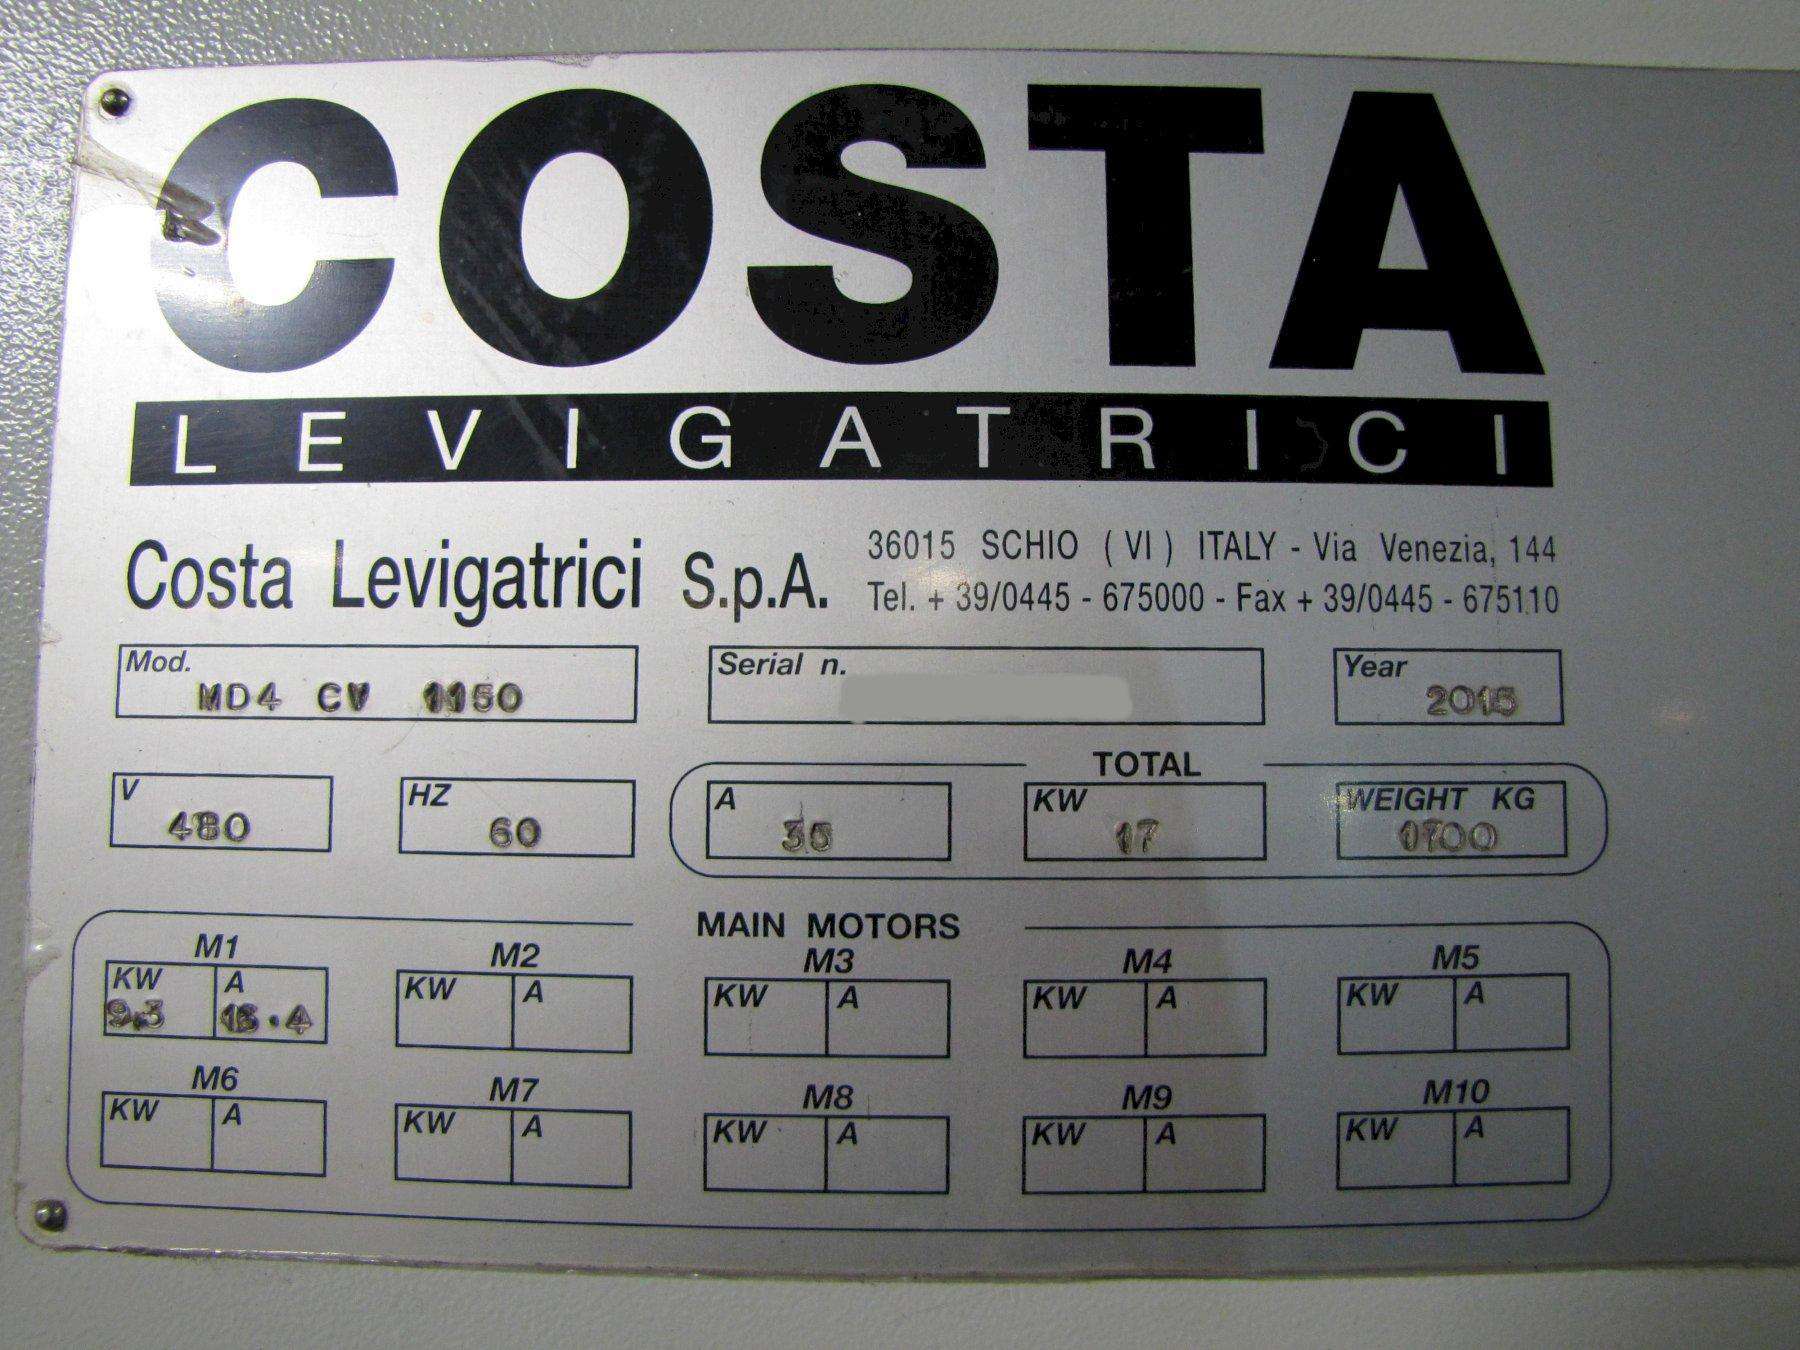 COSTA
LEVIGATRICI
Costa Levigatrici S.p.A.
36015 SCHIO (VI) ITALY - Via Venezia, 144
Tel. + 39/0445 - 675000 - Fax + 39/0445 - 675110
Mod.
MD4 CV 1150
Serial n.
Year
2015
V
480
HZ
60
TOTAL
A
35
KW
17
WEIGHT KG
1700
MAIN MOTORS
M1
KW A
9.3
M2
KW A
M3
KW A
M4
KW A
M5
KW A
M6
KW A
M7
KW A
M8
KW A
M9
KW A
M10
KW A